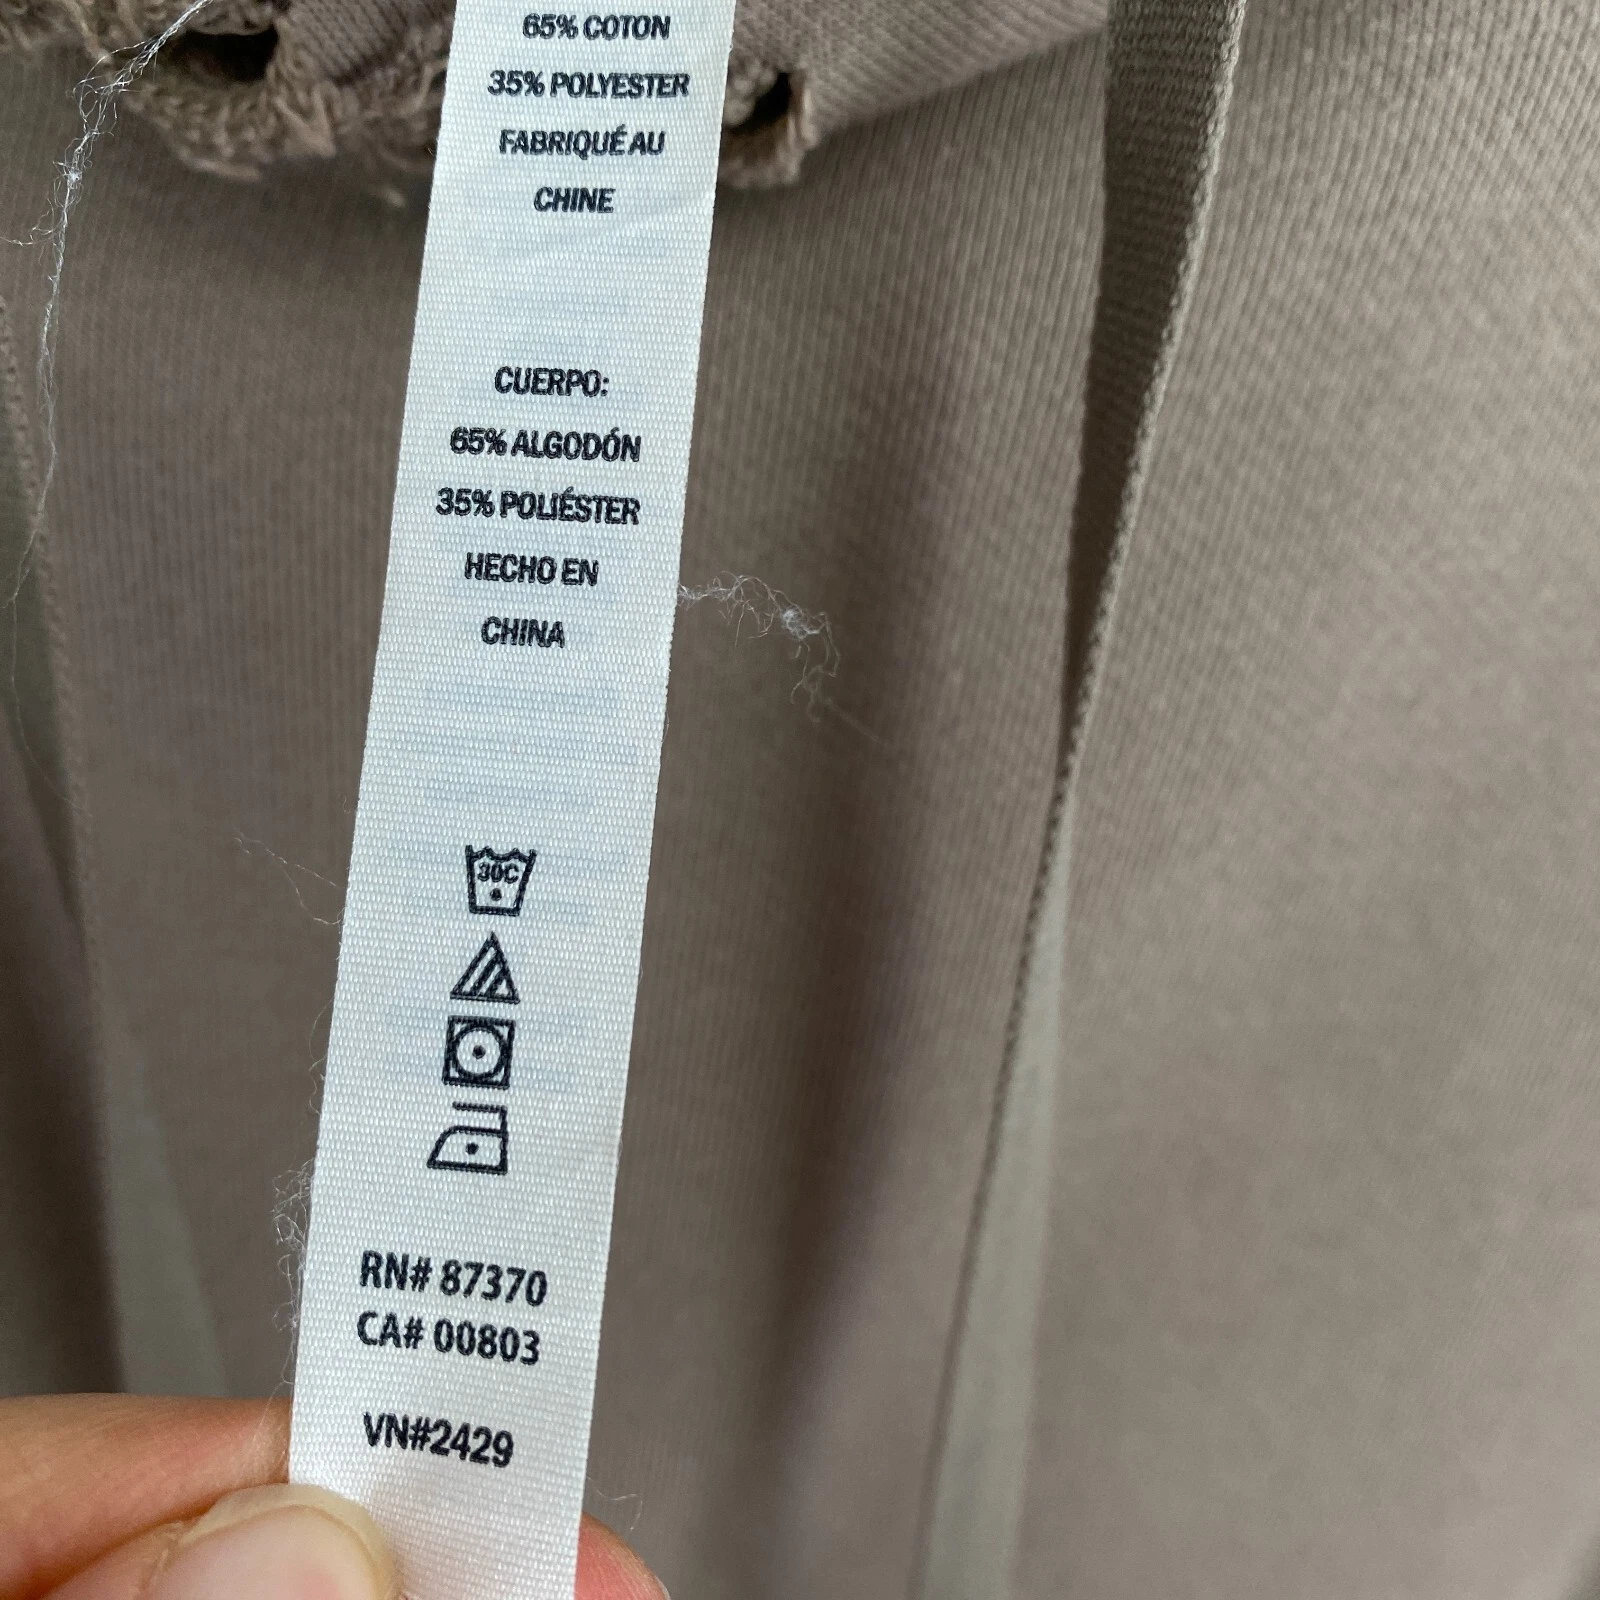 65% COTON
35% POLYESTER
FABRIQUÉ AU
CHINE
CUERPO:
65% ALGODÓN
35% POLIÉSTER
HECHO EN
CHINA
30C
RN# 87370
CA# 00803
VN#2429